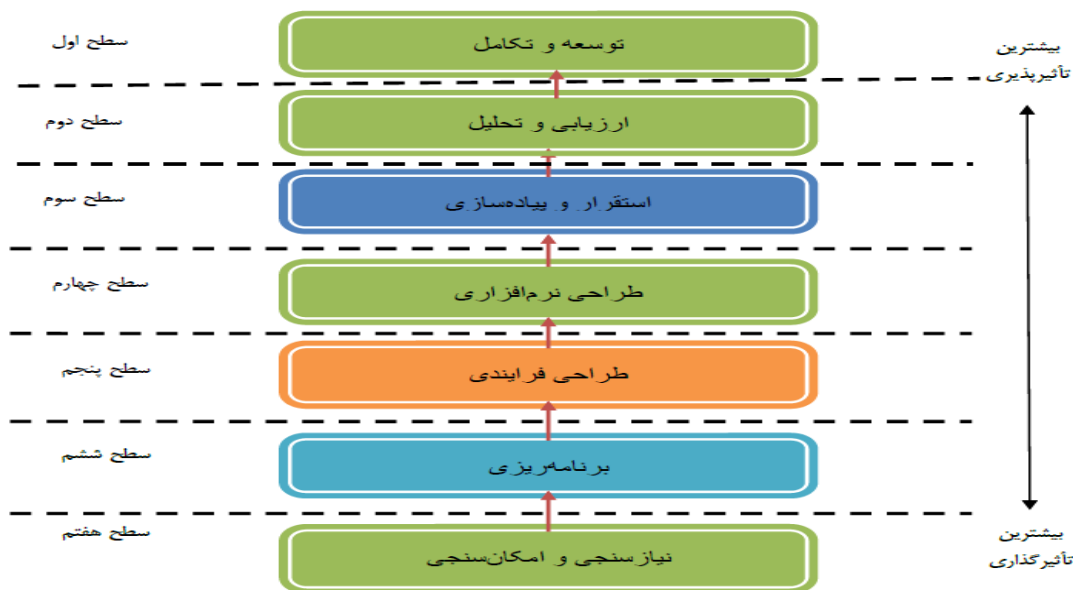 بیشترین
تأثیرپذیری
توسعه و تکامل
سطح اول
ارزیابی و تحلیل
سطح دوم
استقرار و پیاده‌سازی
سطح سوم
طراحی نرم‌افزاری
سطح چهارم
طراحی فرایندی
سطح پنجم
برنامه‌ریزی
سطح ششم
نیازسنجی و امکان‌سنجی
سطح هفتم
بیشترین
تأثیرگذاری